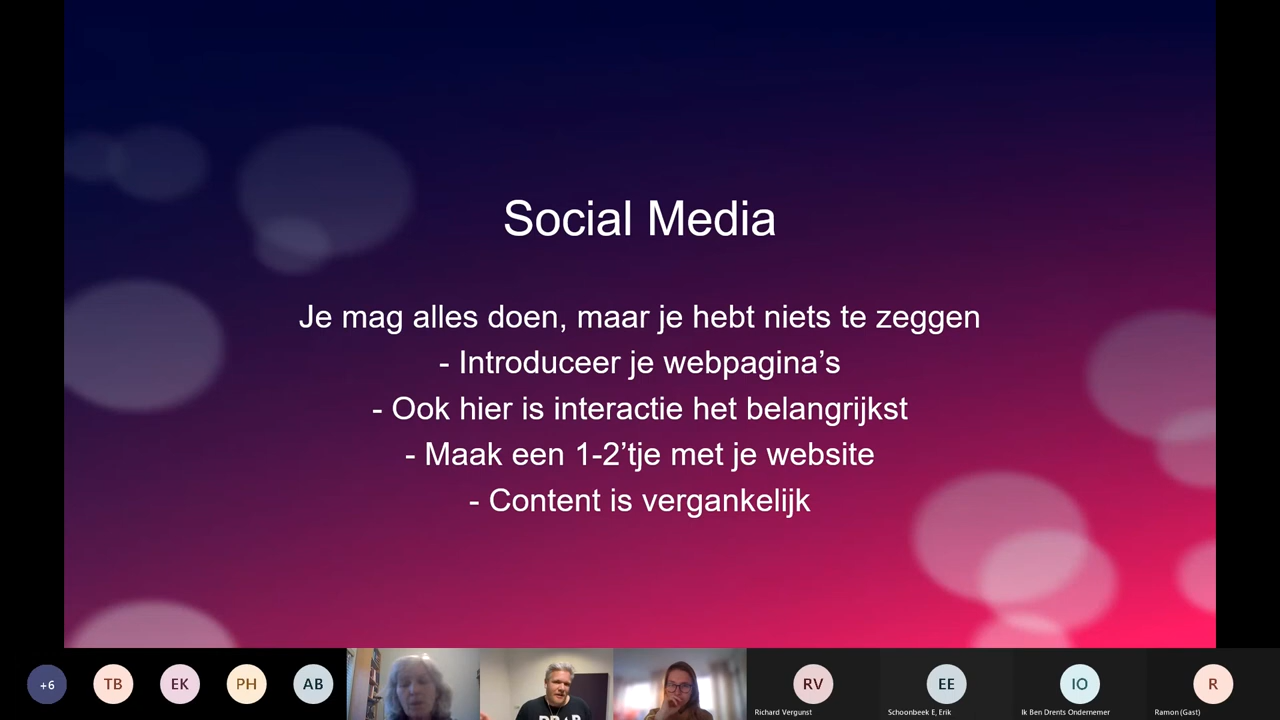 Social Media
Je mag alles doen, maar je hebt niets te zeggen
- Introduceer je webpagina’s
- Ook hier is interactie het belangrijkst
- Maak een 1-2’tje met je website
- Content is vergankelijk
+6
TB
EK
PH
AB
RV
EE
IO
R
Richard Vergunst
Schoonbeek E, Erik
Ik Ben Drents Ondernemer
Ramon (Gast)